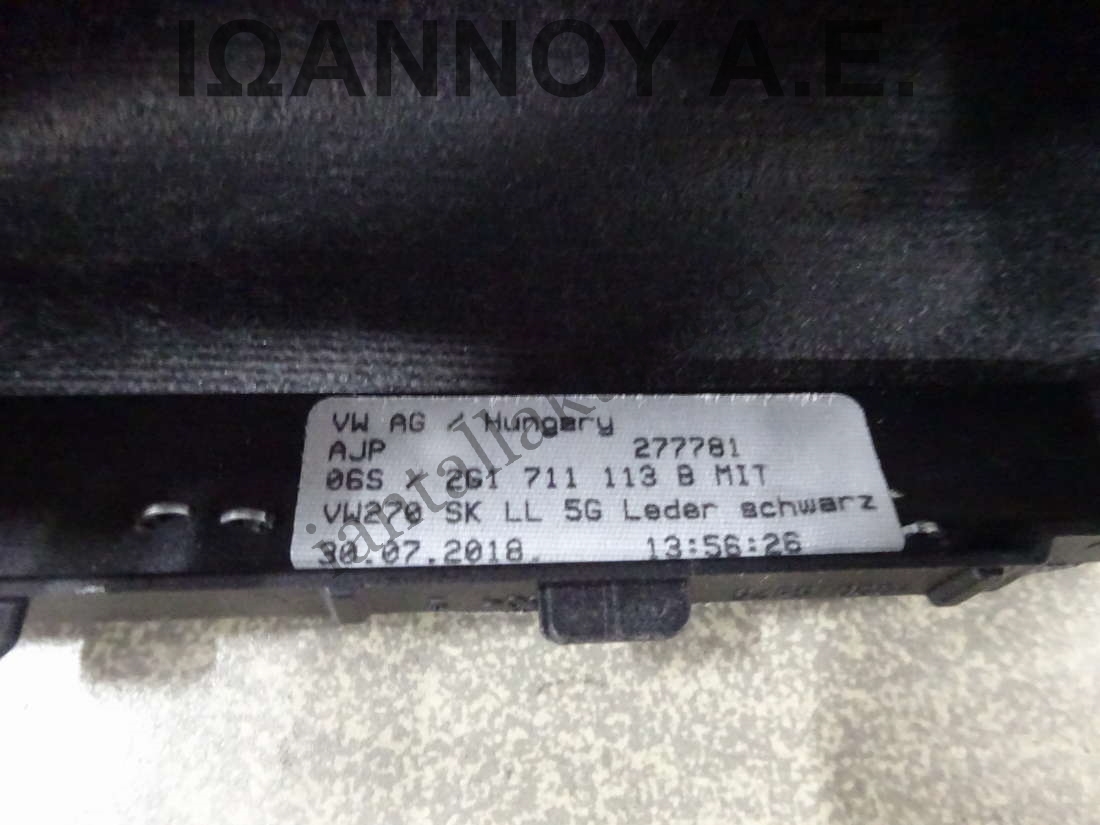 ΙΩΑΝΝΟΥ Α.Ε.
VW AG / Hungary
AJP 277781
06S / 2G1 711 113 B MIT
VW270 SK LL 5G Leder schwarz
30.07.2018 13:56:26